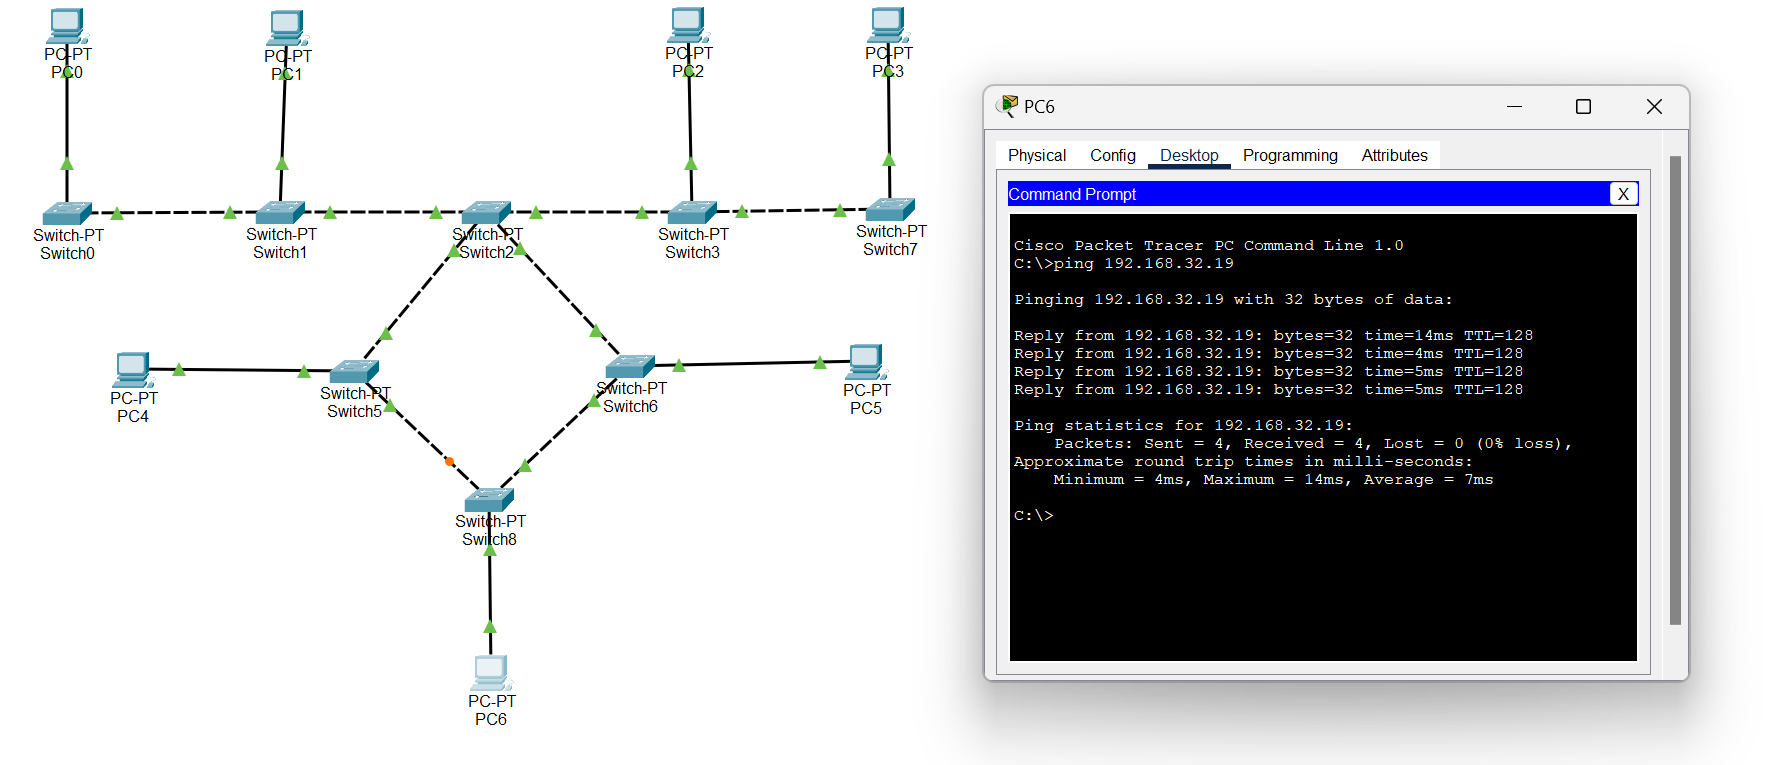 PC-PT
PC0
PC-PT
PC1
PC-PT
PC2
PC-PT
PC3
Switch-PT
Switch0
Switch-PT
Switch1
Switch-PT
Switch2
Switch-PT
Switch3
Switch-PT
Switch7
PC-PT
PC4
Switch-PT
Switch5
Switch-PT
Switch6
PC-PT
PC5
Switch-PT
Switch8
PC-PT
PC6
PC6
Physical Config Desktop Programming Attributes
Command Prompt X
Cisco Packet Tracer PC Command Line 1.0
C:\>ping 192.168.32.19
Pinging 192.168.32.19 with 32 bytes of data:
Reply from 192.168.32.19: bytes=32 time=14ms TTL=128
Reply from 192.168.32.19: bytes=32 time=4ms TTL=128
Reply from 192.168.32.19: bytes=32 time=5ms TTL=128
Reply from 192.168.32.19: bytes=32 time=5ms TTL=128
Ping statistics for 192.168.32.19:
Packets: Sent = 4, Received = 4, Lost = 0 (0% loss),
Approximate round trip times in milli-seconds:
Minimum = 4ms, Maximum = 14ms, Average = 7ms
C:\>